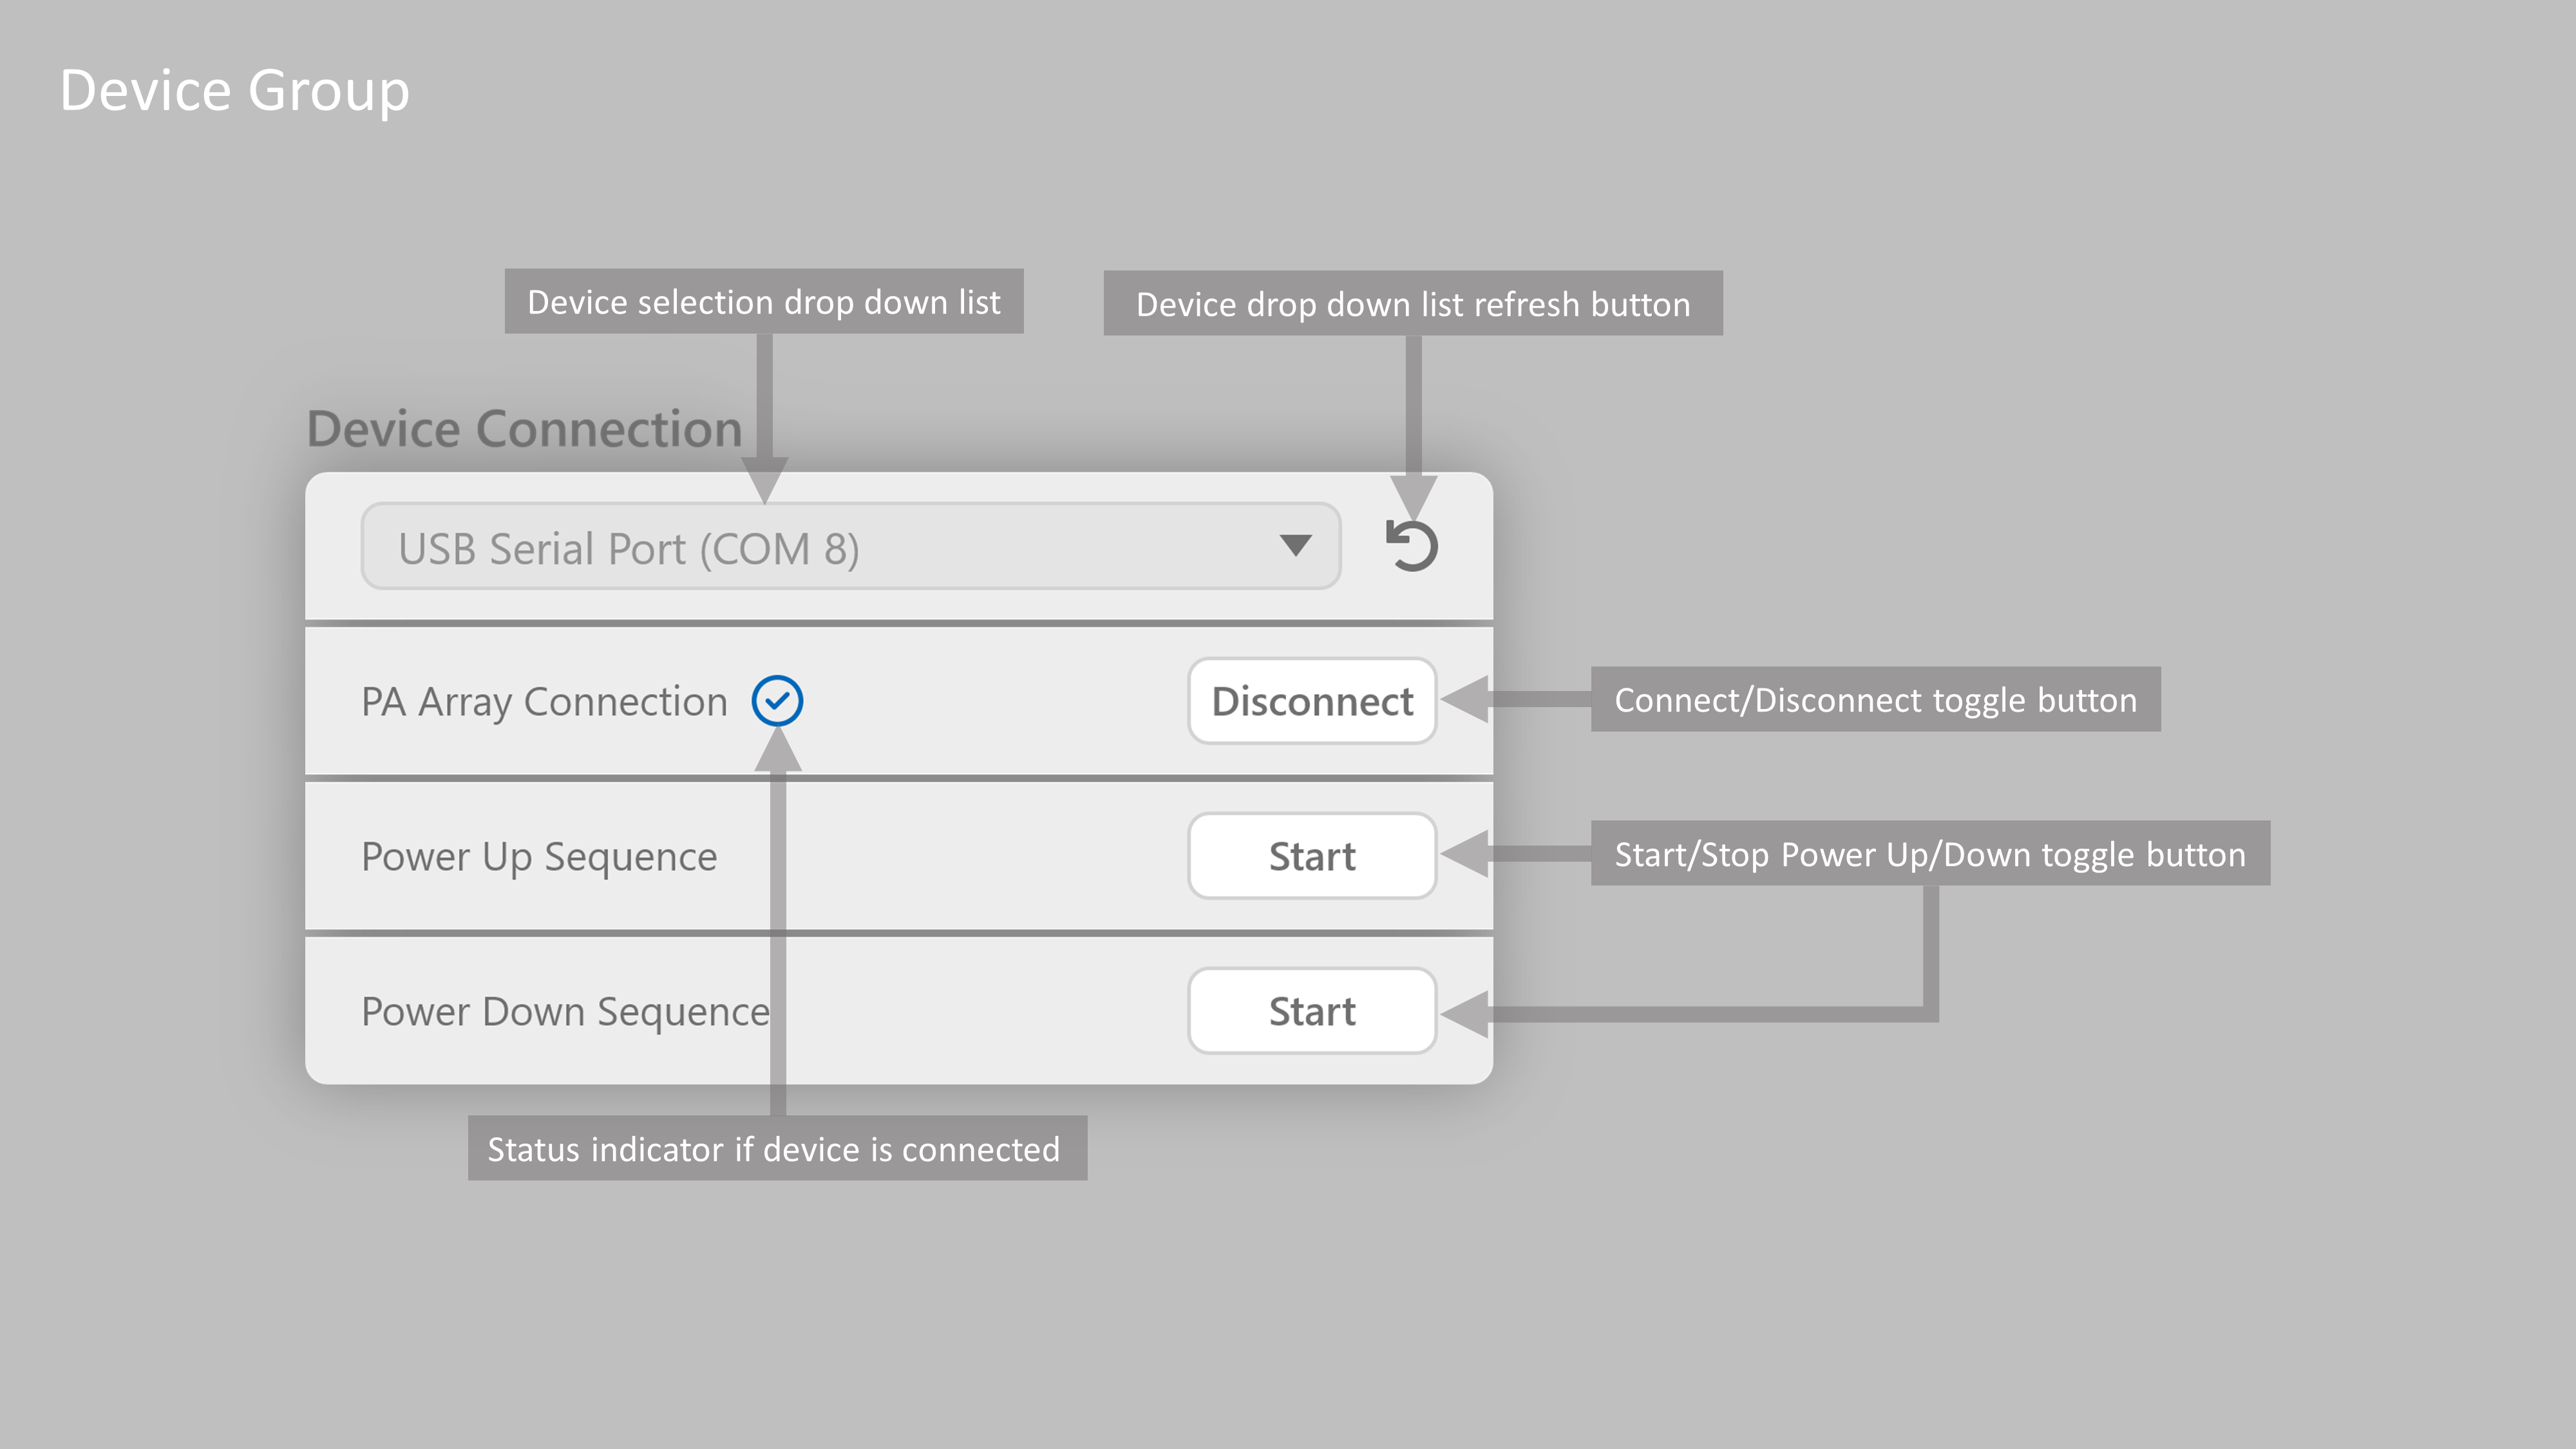 Device Group
Device selection drop down list
Device drop down list refresh button
Device Connection
USB Serial Port (COM 8)
PA Array Connection
Disconnect
Connect/Disconnect toggle button
Power Up Sequence
Start
Start/Stop Power Up/Down toggle button
Power Down Sequence
Start
Status indicator if device is connected